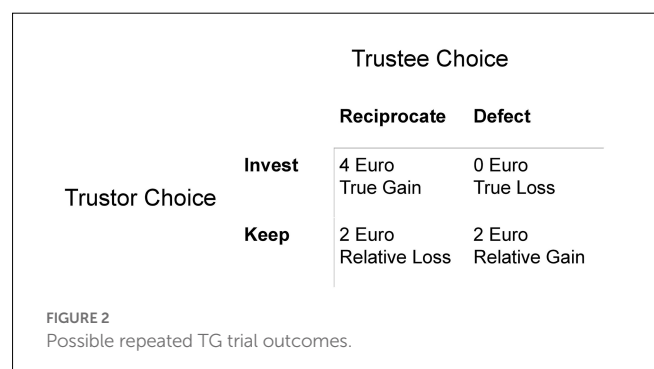 Trustee Choice
Reciprocate Defect
Invest 4 Euro 0 Euro
True Gain True Loss
Trustor Choice
Keep 2 Euro 2 Euro
Relative Loss Relative Gain
FIGURE 2
Possible repeated TG trial outcomes.